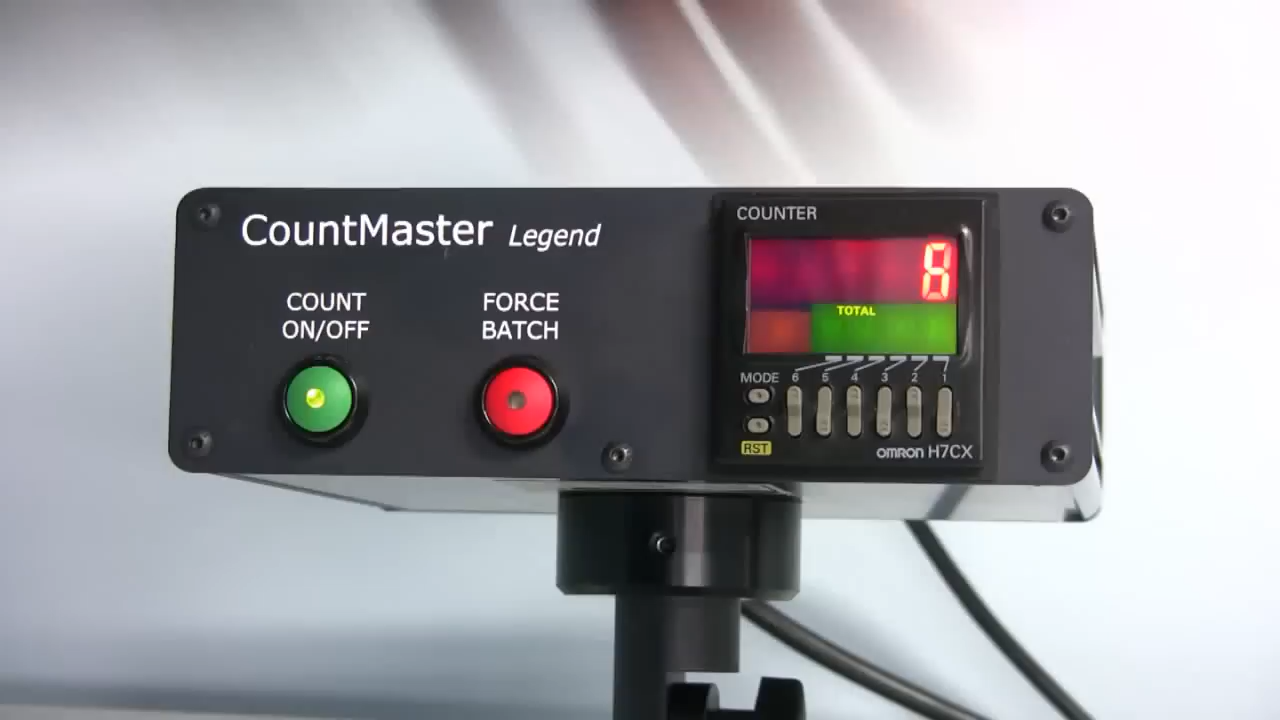 CountMaster Legend
COUNT
ON/OFF
FORCE
BATCH
COUNTER
TOTAL
MODE 6 5 4 3 2 1
RST
OMRON H7CX